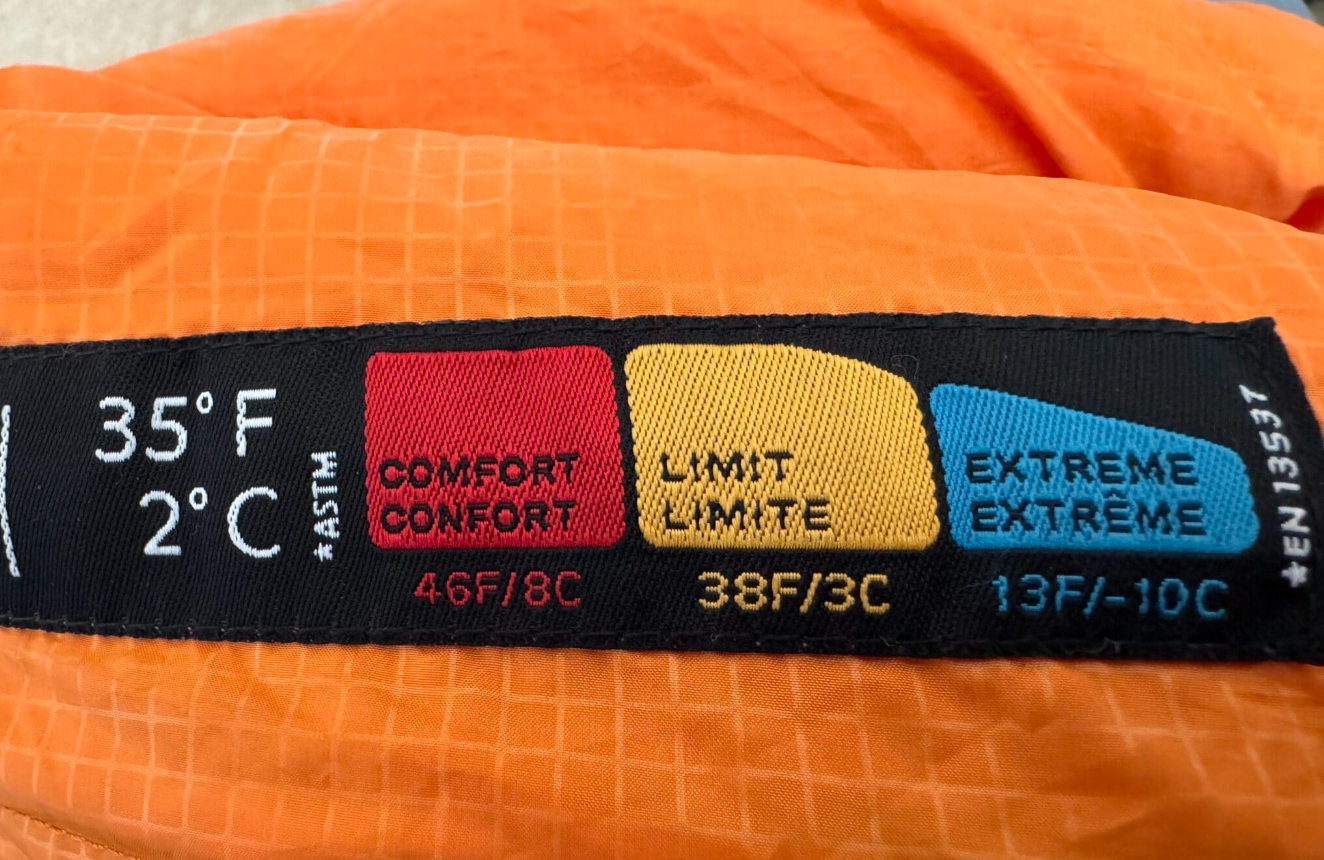 35°F
2°C
*ASTM
COMFORT
CONFORT
46F/8C
LIMIT
LIMITE
38F/3C
EXTREME
EXTRÊME
13F/-10C
*EN 13537